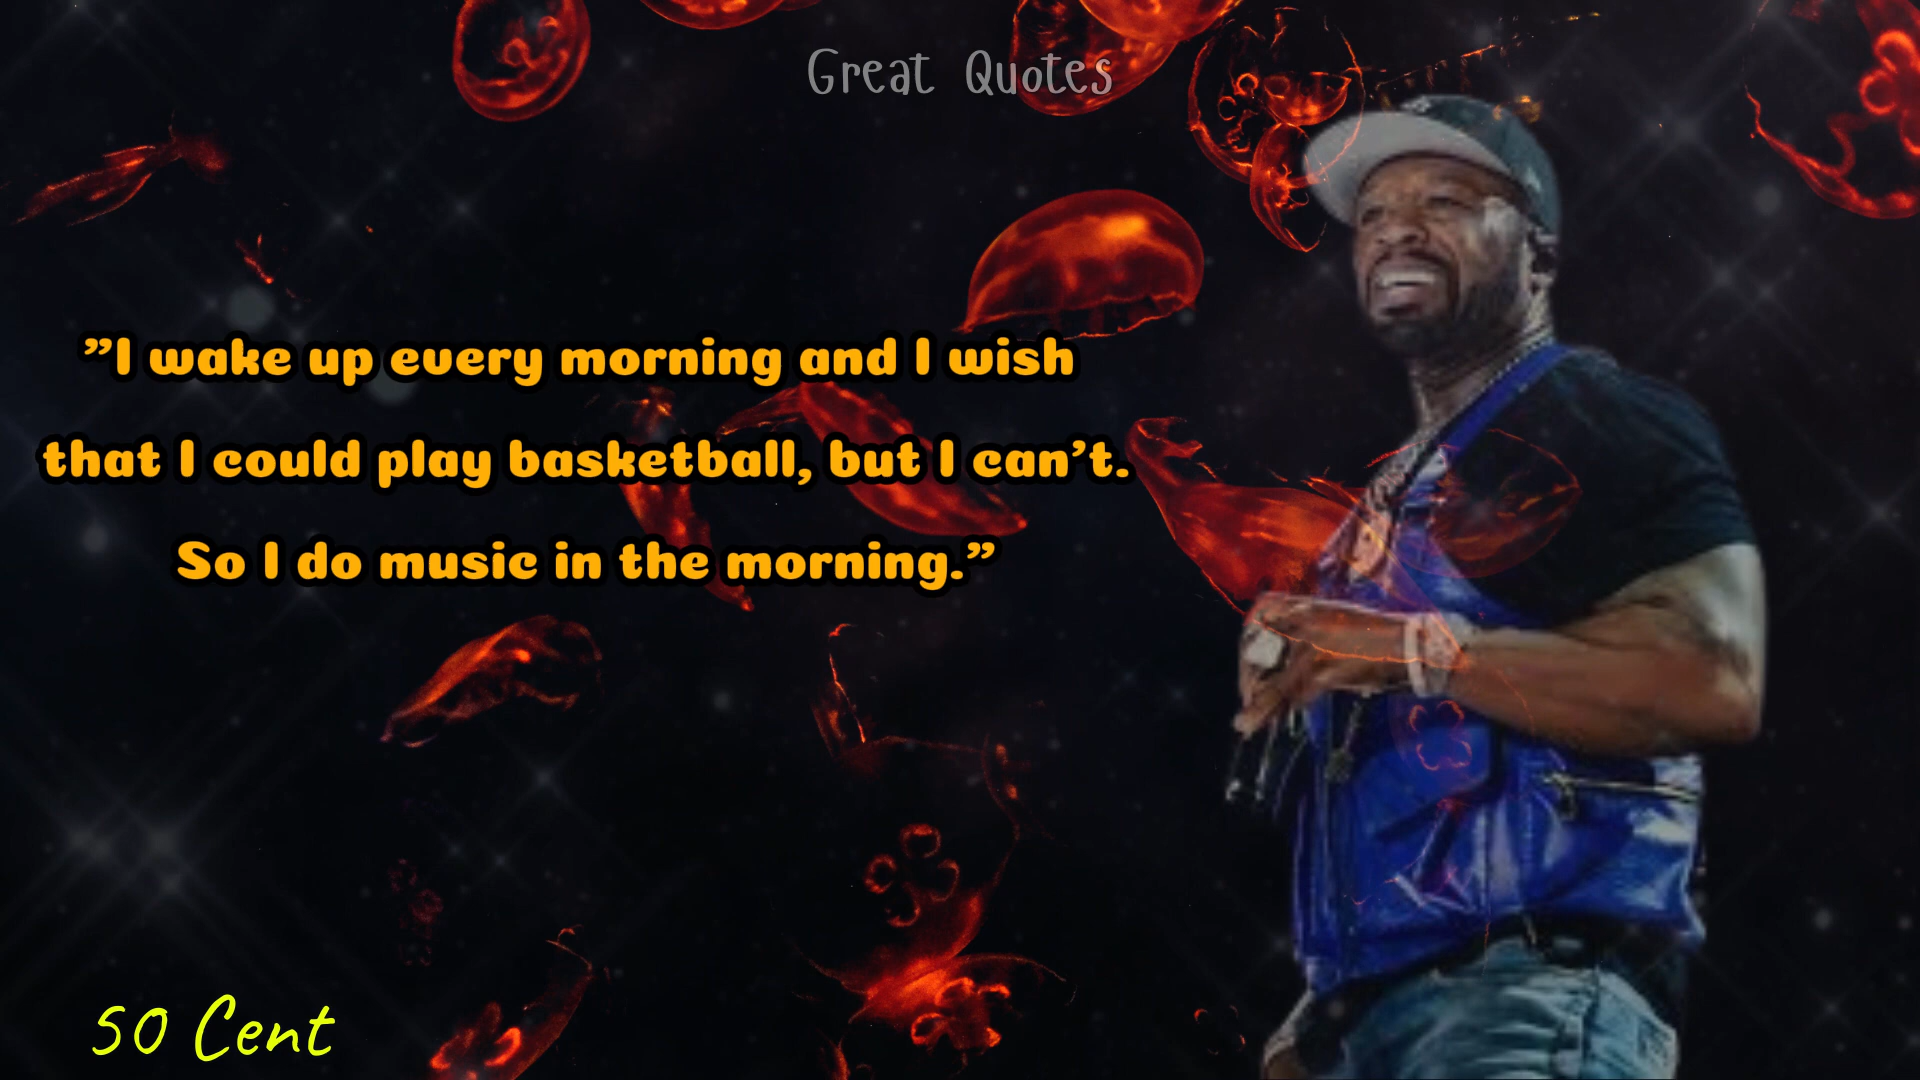 Great Quotes
”I wake up every morning and I wish
that I could play basketball, but I can’t.
So I do music in the morning.”
50 Cent